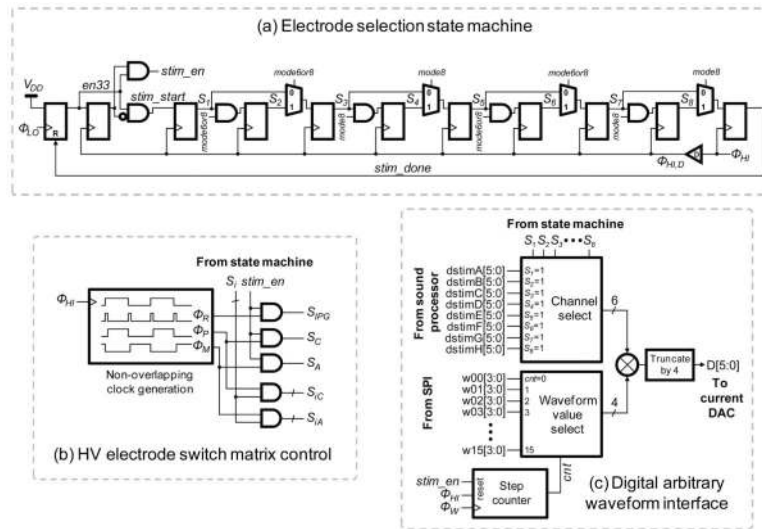 (a) Electrode selection state machine
V_DD
en33
stim_en
stim_start
Φ_LO
R
S_1
mode6or8
S_2
mode6or8
0
1
S_3
mode8
S_4
mode8
0
1
S_5
mode6or8
S_6
mode6or8
0
1
S_7
mode8
S_8
mode8
0
1
Φ_HI,D
Φ_HI
stim_done
From state machine
S_i stim_en
Φ_HI
Φ_R
Φ_P
Φ_M
S_IPG
S_C
S_A
S_iC
S_iA
Non-overlapping
clock generation
(b) HV electrode switch matrix control
From state machine
S_1 S_2 S_3 ••• S_8
From sound
processor
dstimA[5:0] S_1=1
dstimB[5:0] S_2=1
dstimC[5:0] S_3=1
dstimD[5:0] S_4=1
dstimE[5:0] S_5=1
dstimF[5:0] S_6=1
dstimG[5:0] S_7=1
dstimH[5:0] S_8=1
Channel
select
6
From SPI
w00[3:0] cnt=0
w01[3:0] 1
w02[3:0] 2
w03[3:0] 3
w15[3:0] 15
Waveform
value
select
4
Truncate
by 4
D[5:0]
To
current
DAC
cnt
stim_en
Φ_HI
Φ_W
reset
Step
counter
(c) Digital arbitrary
waveform interface